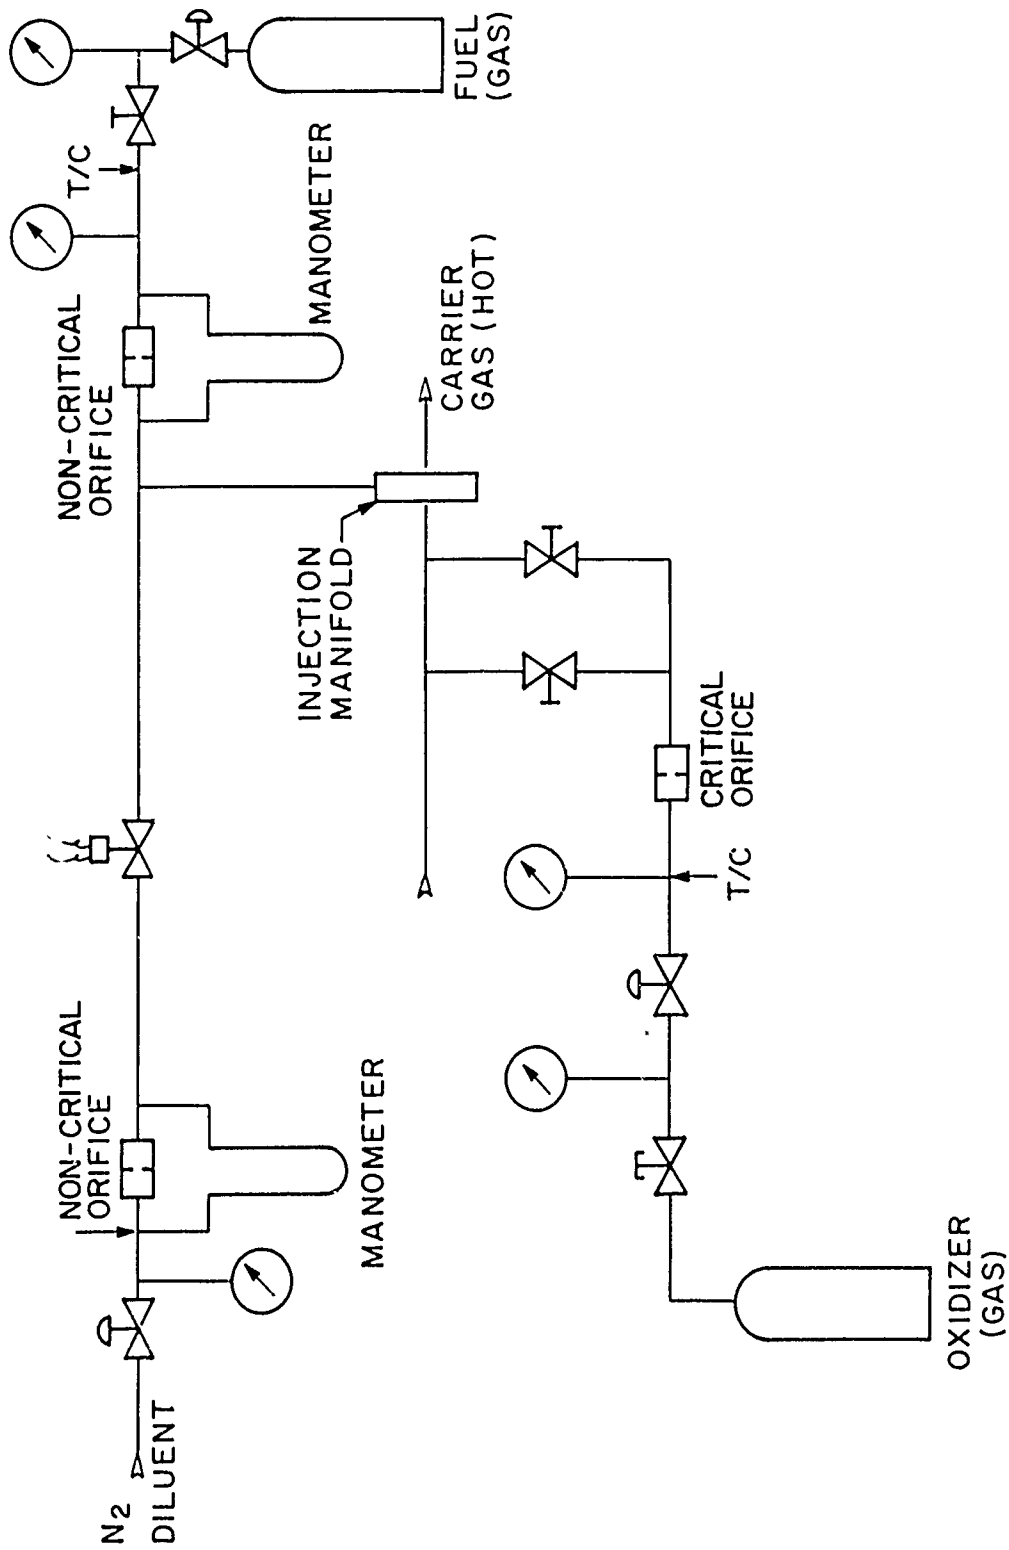 N2
DILUENT
NON-CRITICAL
ORIFICE
MANOMETER
INJECTION
MANIFOLD
NON-CRITICAL
ORIFICE
T/C
MANOMETER
FUEL
(GAS)
CARRIER
GAS (HOT)
OXIDIZER
(GAS)
T/C
CRITICAL
ORIFICE